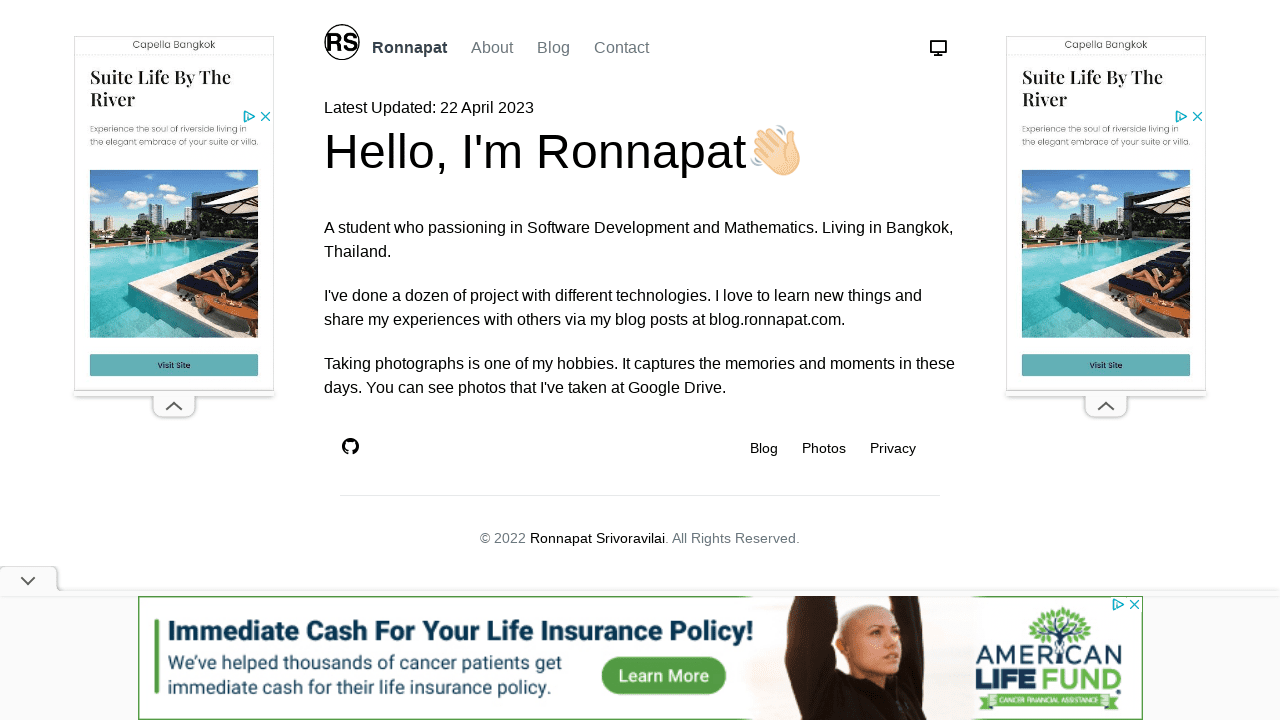 RS Ronnapat About Blog Contact
Latest Updated: 22 April 2023
Hello, I'm Ronnapat
A student who passioning in Software Development and Mathematics. Living in Bangkok,
Thailand.
I've done a dozen of project with different technologies. I love to learn new things and
share my experiences with others via my blog posts at blog.ronnapat.com.
Taking photographs is one of my hobbies. It captures the memories and moments in these
days. You can see photos that I've taken at Google Drive.
Blog Photos Privacy
© 2022 Ronnapat Srivoravilai. All Rights Reserved.
Capella Bangkok
Suite Life By The
River
Experience the soul of riverside living in
the elegant embrace of your suite or villa.
Visit Site
Capella Bangkok
Suite Life By The
River
Experience the soul of riverside living in
the elegant embrace of your suite or villa.
Visit Site
Immediate Cash For Your Life Insurance Policy!
We've helped thousands of cancer patients get
immediate cash for their life insurance policy.
Learn More
AMERICAN
LIFE FUND
CANCER FINANCIAL ASSISTANCE